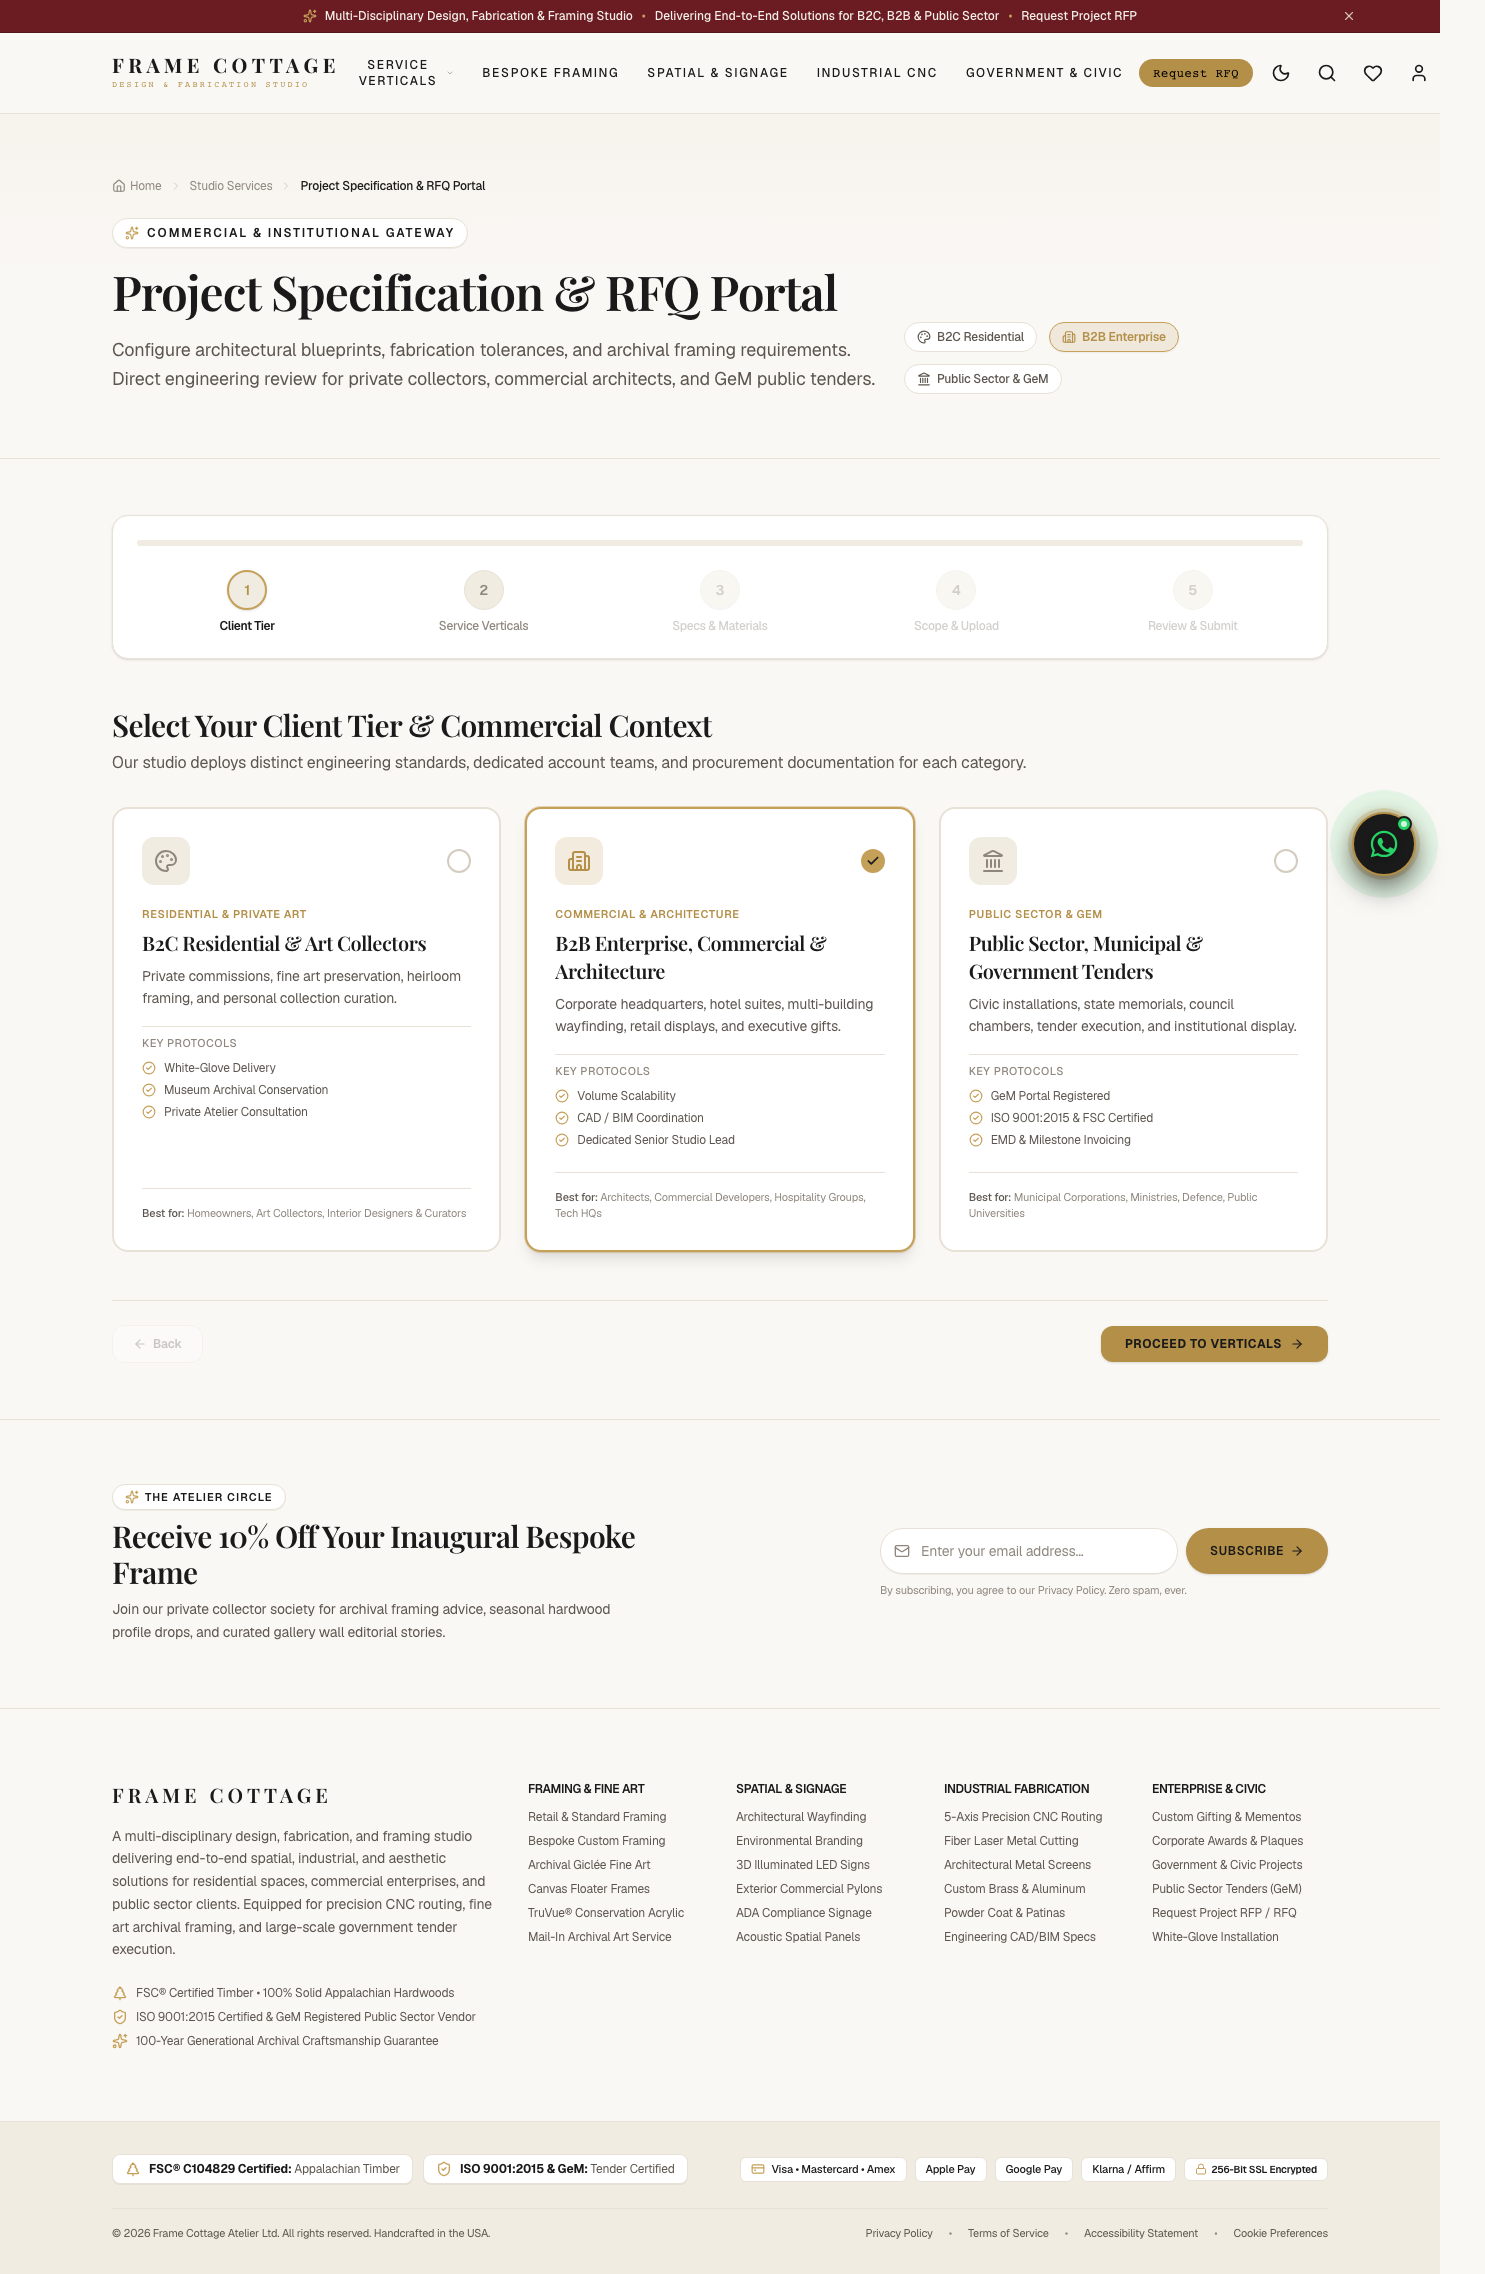 Multi-Disciplinary Design, Fabrication & Framing Studio • Delivering End-to-End Solutions for B2C, B2B & Public Sector • Request Project RFP
FRAME COTTAGE
DESIGN & FABRICATION STUDIO
SERVICE
VERTICALS
BESPOKE FRAMING
SPATIAL & SIGNAGE
INDUSTRIAL CNC
GOVERNMENT & CIVIC
Request RFQ
Home
Studio Services
Project Specification & RFQ Portal
COMMERCIAL & INSTITUTIONAL GATEWAY
Project Specification & RFQ Portal
Configure architectural blueprints, fabrication tolerances, and archival framing requirements.
Direct engineering review for private collectors, commercial architects, and GeM public tenders.
B2C Residential
B2B Enterprise
Public Sector & GeM
1
2
3
4
5
Client Tier
Service Verticals
Specs & Materials
Scope & Upload
Review & Submit
Select Your Client Tier & Commercial Context
Our studio deploys distinct engineering standards, dedicated account teams, and procurement documentation for each category.
RESIDENTIAL & PRIVATE ART
B2C Residential & Art Collectors
Private commissions, fine art preservation, heirloom
framing, and personal collection curation.
KEY PROTOCOLS
White-Glove Delivery
Museum Archival Conservation
Private Atelier Consultation
Best for: Homeowners, Art Collectors, Interior Designers & Curators
COMMERCIAL & ARCHITECTURE
B2B Enterprise, Commercial &
Architecture
Corporate headquarters, hotel suites, multi-building
wayfinding, retail displays, and executive gifts.
KEY PROTOCOLS
Volume Scalability
CAD / BIM Coordination
Dedicated Senior Studio Lead
Best for: Architects, Commercial Developers, Hospitality Groups,
Tech HQs
PUBLIC SECTOR & GEM
Public Sector, Municipal &
Government Tenders
Civic installations, state memorials, council
chambers, tender execution, and institutional display.
KEY PROTOCOLS
GeM Portal Registered
ISO 9001:2015 & FSC Certified
EMD & Milestone Invoicing
Best for: Municipal Corporations, Ministries, Defence, Public
Universities
Back
PROCEED TO VERTICALS
THE ATELIER CIRCLE
Receive 10% Off Your Inaugural Bespoke
Frame
Join our private collector society for archival framing advice, seasonal hardwood
profile drops, and curated gallery wall editorial stories.
Enter your email address...
SUBSCRIBE
By subscribing, you agree to our Privacy Policy. Zero spam, ever.
FRAME COTTAGE
A multi-disciplinary design, fabrication, and framing studio
delivering end-to-end spatial, industrial, and aesthetic
solutions for residential spaces, commercial enterprises, and
public sector clients. Equipped for precision CNC routing, fine
art archival framing, and large-scale government tender
execution.
FSC® Certified Timber • 100% Solid Appalachian Hardwoods
ISO 9001:2015 Certified & GeM Registered Public Sector Vendor
100-Year Generational Archival Craftsmanship Guarantee
FRAMING & FINE ART
Retail & Standard Framing
Bespoke Custom Framing
Archival Giclée Fine Art
Canvas Floater Frames
TruVue® Conservation Acrylic
Mail-In Archival Art Service
SPATIAL & SIGNAGE
Architectural Wayfinding
Environmental Branding
3D Illuminated LED Signs
Exterior Commercial Pylons
ADA Compliance Signage
Acoustic Spatial Panels
INDUSTRIAL FABRICATION
5-Axis Precision CNC Routing
Fiber Laser Metal Cutting
Architectural Metal Screens
Custom Brass & Aluminum
Powder Coat & Patinas
Engineering CAD/BIM Specs
ENTERPRISE & CIVIC
Custom Gifting & Mementos
Corporate Awards & Plaques
Government & Civic Projects
Public Sector Tenders (GeM)
Request Project RFP / RFQ
White-Glove Installation
FSC® C104829 Certified: Appalachian Timber
ISO 9001:2015 & GeM: Tender Certified
Visa • Mastercard • Amex
Apple Pay
Google Pay
Klarna / Affirm
256-Bit SSL Encrypted
© 2026 Frame Cottage Atelier Ltd. All rights reserved. Handcrafted in the USA.
Privacy Policy • Terms of Service • Accessibility Statement • Cookie Preferences